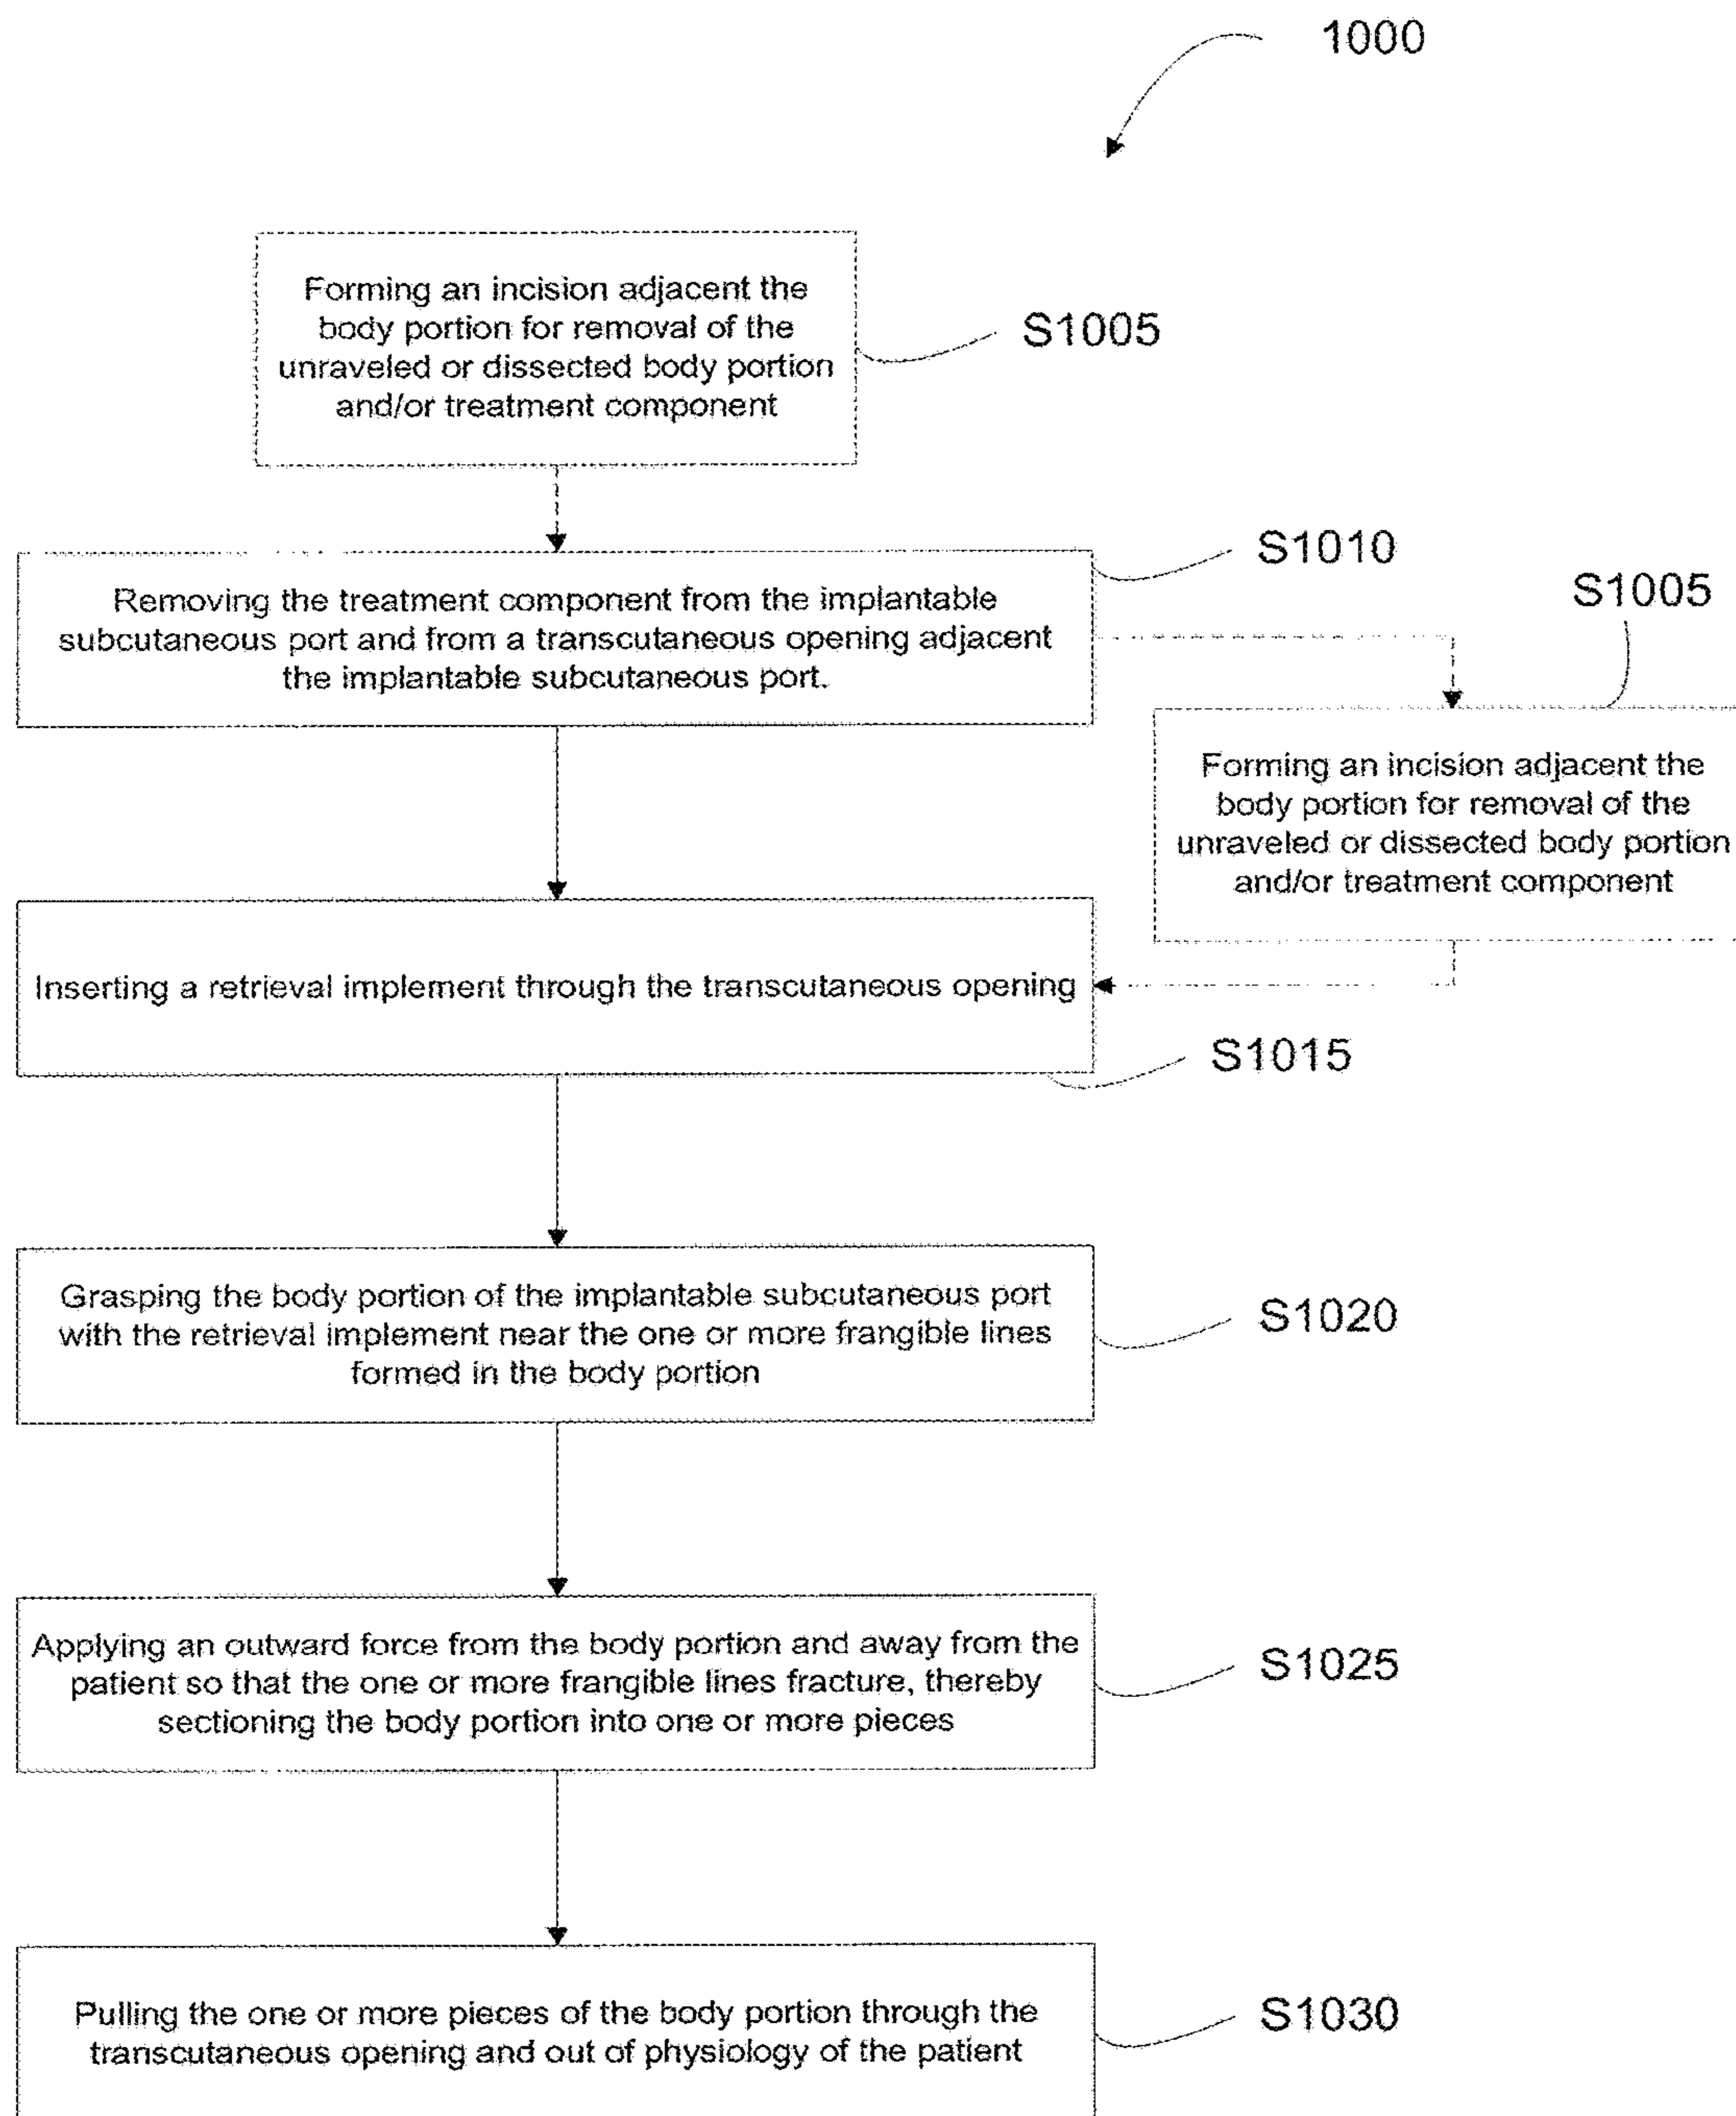 1000
Forming an incision adjacent the
body portion for removal of the
unraveled or dissected body portion
and/or treatment component
S1005
Removing the treatment component from the implantable
subcutaneous port and from a transcutaneous opening adjacent
the implantable subcutaneous port.
S1010
S1005
Forming an incision adjacent the
body portion for removal of the
unraveled or dissected body portion
and/or treatment component
Inserting a retrieval implement through the transcutaneous opening
S1015
Grasping the body portion of the implantable subcutaneous port
with the retrieval implement near the one or more frangible lines
formed in the body portion
S1020
Applying an outward force from the body portion and away from the
patient so that the one or more frangible lines fracture, thereby
sectioning the body portion into one or more pieces
S1025
Pulling the one or more pieces of the body portion through the
transcutaneous opening and out of physiology of the patient
S1030